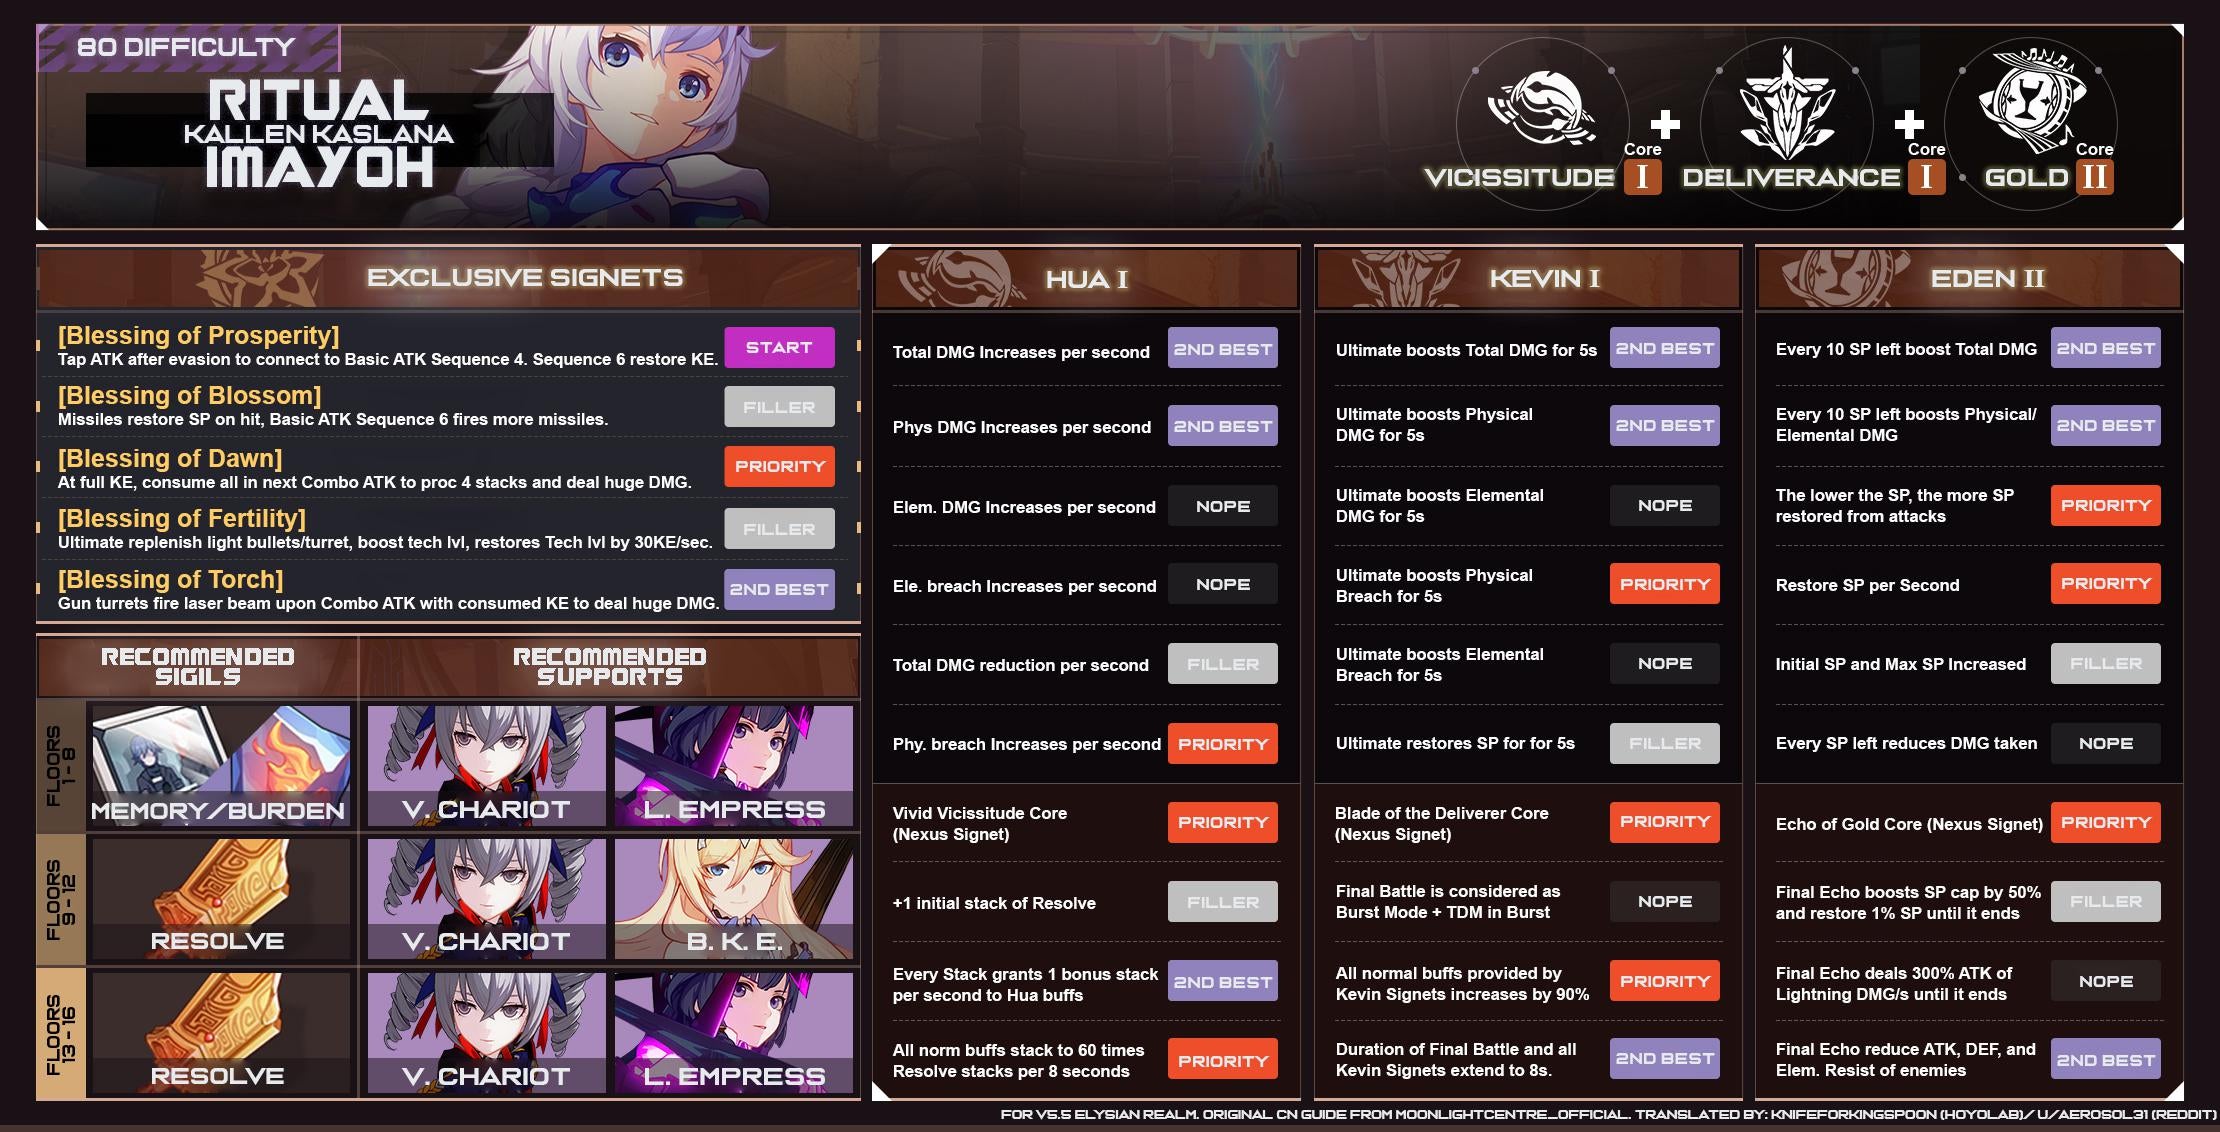 80 DIFFICULTY
RITUAL
KALLEN KASLANA
IMAYOH
Core
VICISSITUDE I
Core
DELIVERANCE I
Core
GOLD II
EXCLUSIVE SIGNETS
[Blessing of Prosperity]
Tap ATK after evasion to connect to Basic ATK Sequence 4. Sequence 6 restore KE.
START
[Blessing of Blossom]
Missiles restore SP on hit, Basic ATK Sequence 6 fires more missiles.
FILLER
[Blessing of Dawn]
At full KE, consume all in next Combo ATK to proc 4 stacks and deal huge DMG.
PRIORITY
[Blessing of Fertility]
Ultimate replenish light bullets/turret, boost tech lvl, restores Tech lvl by 30KE/sec.
FILLER
[Blessing of Torch]
Gun turrets fire laser beam upon Combo ATK with consumed KE to deal huge DMG.
2ND BEST
RECOMMENDED
SIGILS
RECOMMENDED
SUPPORTS
FLOORS
1 - 8
MEMORY/BURDEN
V. CHARIOT
L. EMPRESS
FLOORS
9 - 12
RESOLVE
V. CHARIOT
B. K. E.
FLOORS
13 - 16
RESOLVE
V. CHARIOT
L. EMPRESS
HUA I
Total DMG Increases per second
2ND BEST
Phys DMG Increases per second
2ND BEST
Elem. DMG Increases per second
NOPE
Ele. breach Increases per second
NOPE
Total DMG reduction per second
FILLER
Phy. breach Increases per second
PRIORITY
Vivid Vicissitude Core
(Nexus Signet)
PRIORITY
+1 initial stack of Resolve
FILLER
Every Stack grants 1 bonus stack
per second to Hua buffs
2ND BEST
All norm buffs stack to 60 times
Resolve stacks per 8 seconds
PRIORITY
KEVIN I
Ultimate boosts Total DMG for 5s
2ND BEST
Ultimate boosts Physical
DMG for 5s
2ND BEST
Ultimate boosts Elemental
DMG for 5s
NOPE
Ultimate boosts Physical
Breach for 5s
PRIORITY
Ultimate boosts Elemental
Breach for 5s
NOPE
Ultimate restores SP for for 5s
FILLER
Blade of the Deliverer Core
(Nexus Signet)
PRIORITY
Final Battle is considered as
Burst Mode + TDM in Burst
NOPE
All normal buffs provided by
Kevin Signets increases by 90%
PRIORITY
Duration of Final Battle and all
Kevin Signets extend to 8s.
2ND BEST
EDEN II
Every 10 SP left boost Total DMG
2ND BEST
Every 10 SP left boosts Physical/
Elemental DMG
2ND BEST
The lower the SP, the more SP
restored from attacks
PRIORITY
Restore SP per Second
PRIORITY
Initial SP and Max SP Increased
FILLER
Every SP left reduces DMG taken
NOPE
Echo of Gold Core (Nexus Signet)
PRIORITY
Final Echo boosts SP cap by 50%
and restore 1% SP until it ends
FILLER
Final Echo deals 300% ATK of
Lightning DMG/s until it ends
NOPE
Final Echo reduce ATK, DEF, and
Elem. Resist of enemies
2ND BEST
FOR V5.5 ELYSIAN REALM. ORIGINAL CN GUIDE FROM MOONLIGHTCENTRE_OFFICIAL. TRANSLATED BY: KNIFEFORKINGSPOON (HOYOLAB)/ U/AEROSOL31 (REDDIT)